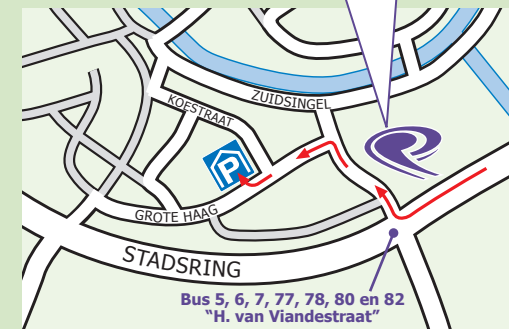 ZUIDSINGEL
KOESTRAAT
P
GROTE HAAG
STADSRING
Bus 5, 6, 7, 77, 78, 80 en 82
“H. van Viandestraat”